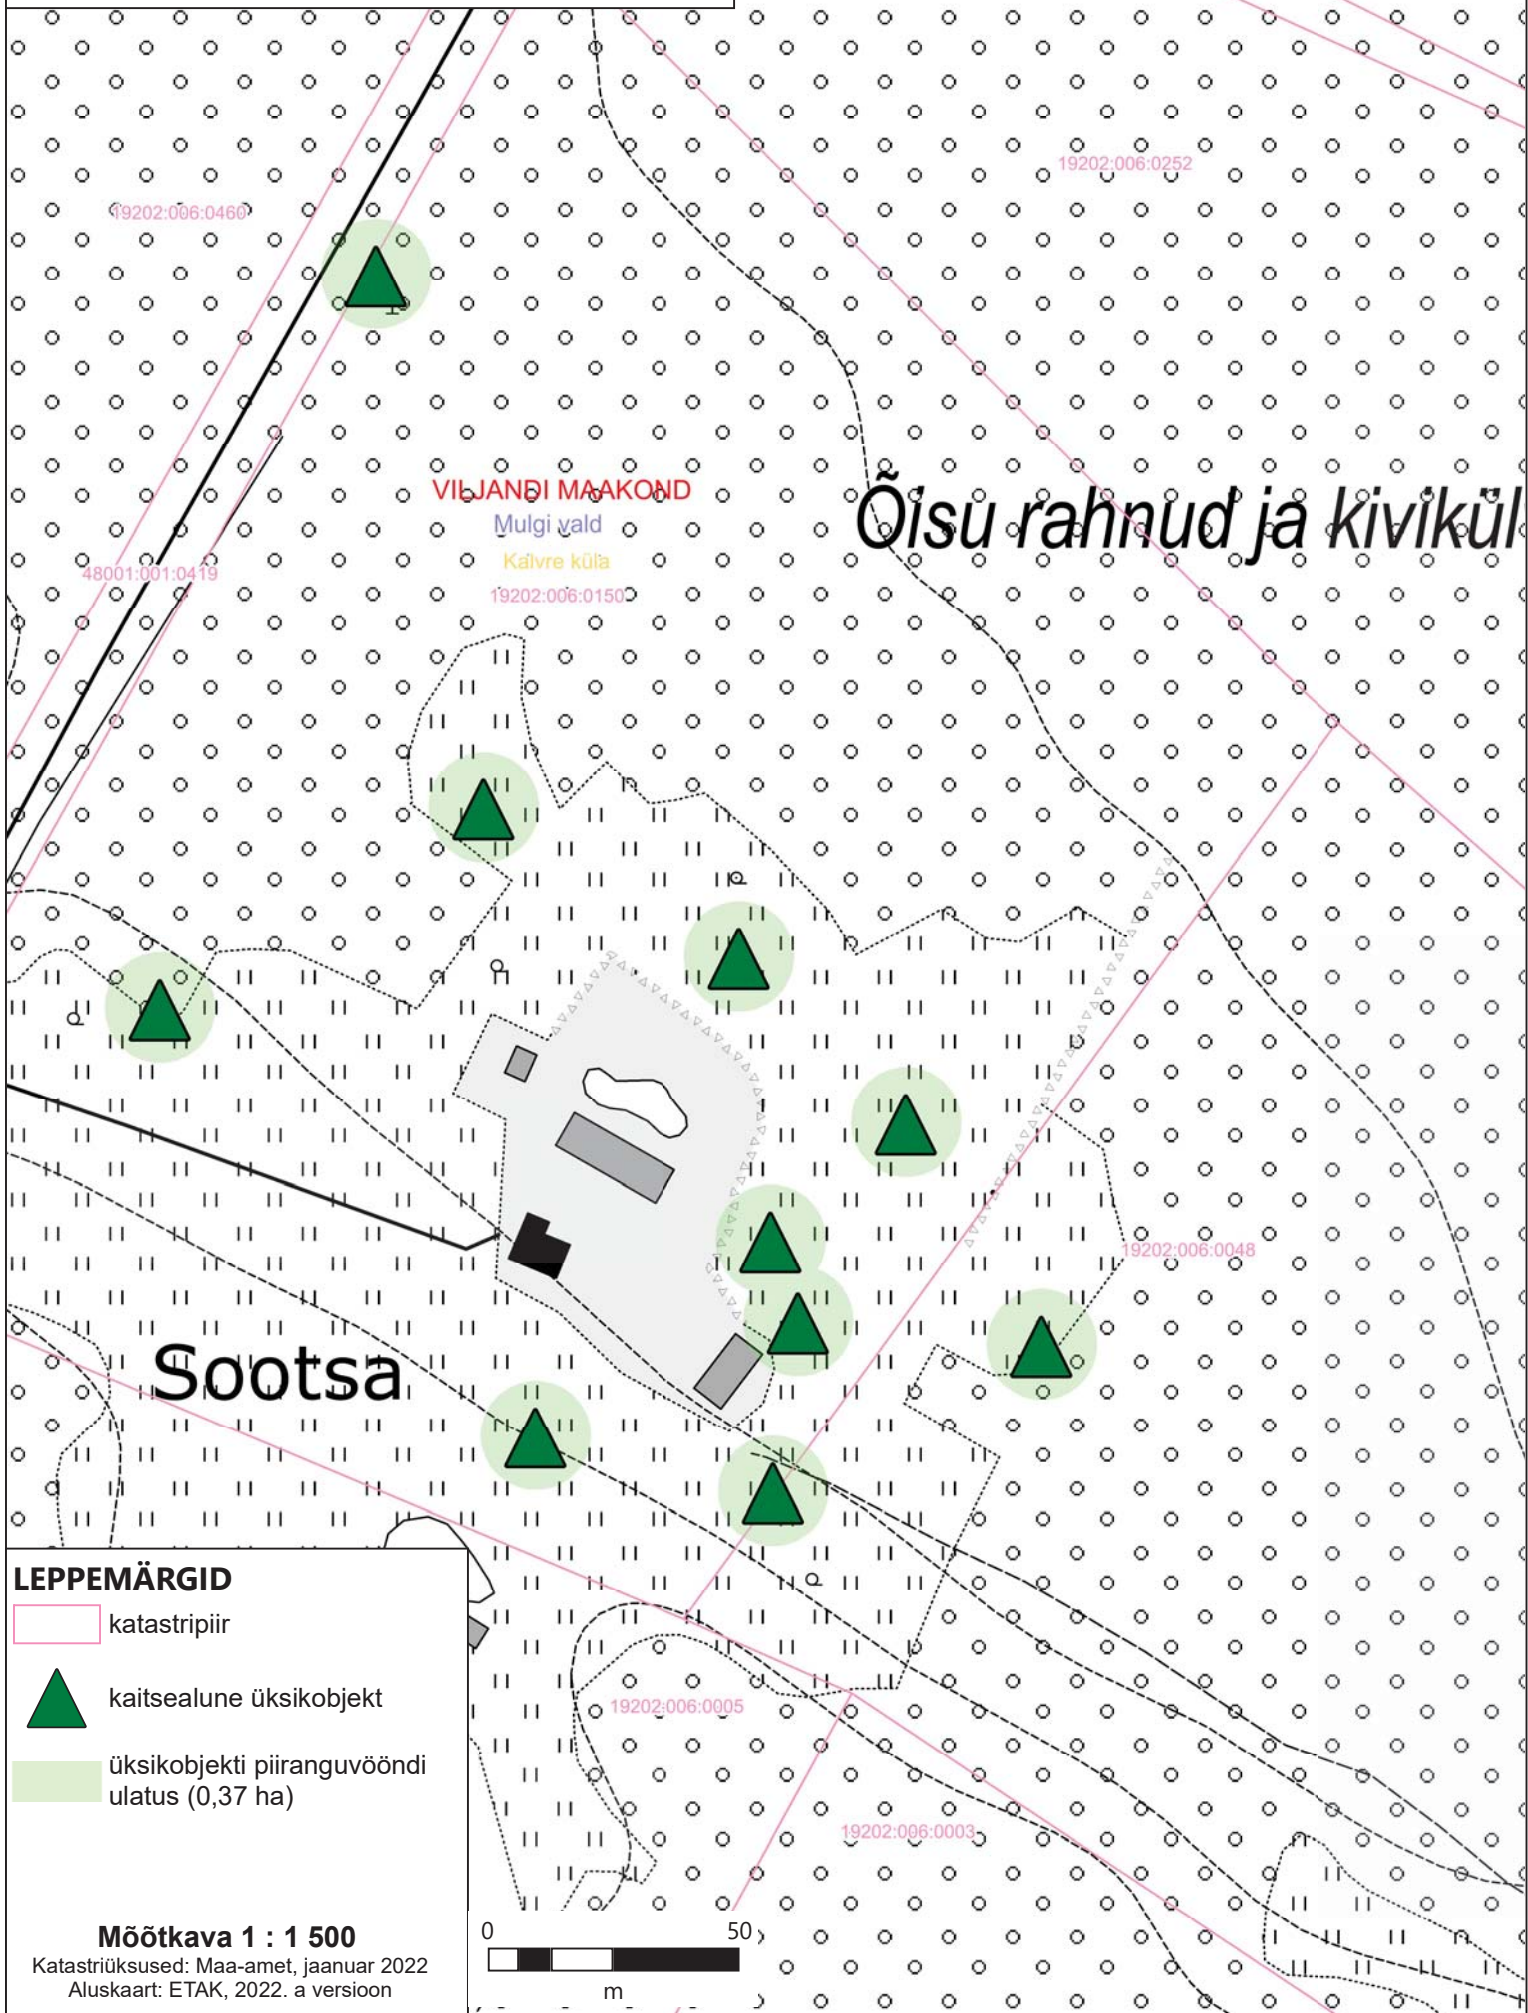 19202:006:0252
19202:006:0460
VILJANDI MAAKOND
Mulgi vald
Kalvre küla
19202:006:0150
Õisu rahnud ja kivikül
48001:001:0419
19202:006:0048
Sootsa
LEPPEMÄRGID
katastripiir
kaitsealune üksikobjekt
üksikobjekti piiranguvööndi
ulatus (0,37 ha)
19202:006:0005
19202:006:0003
Mõõtkava 1 : 1 500
Katastriüksused: Maa-amet, jaanuar 2022
Aluskaart: ETAK, 2022. a versioon
0 50
m